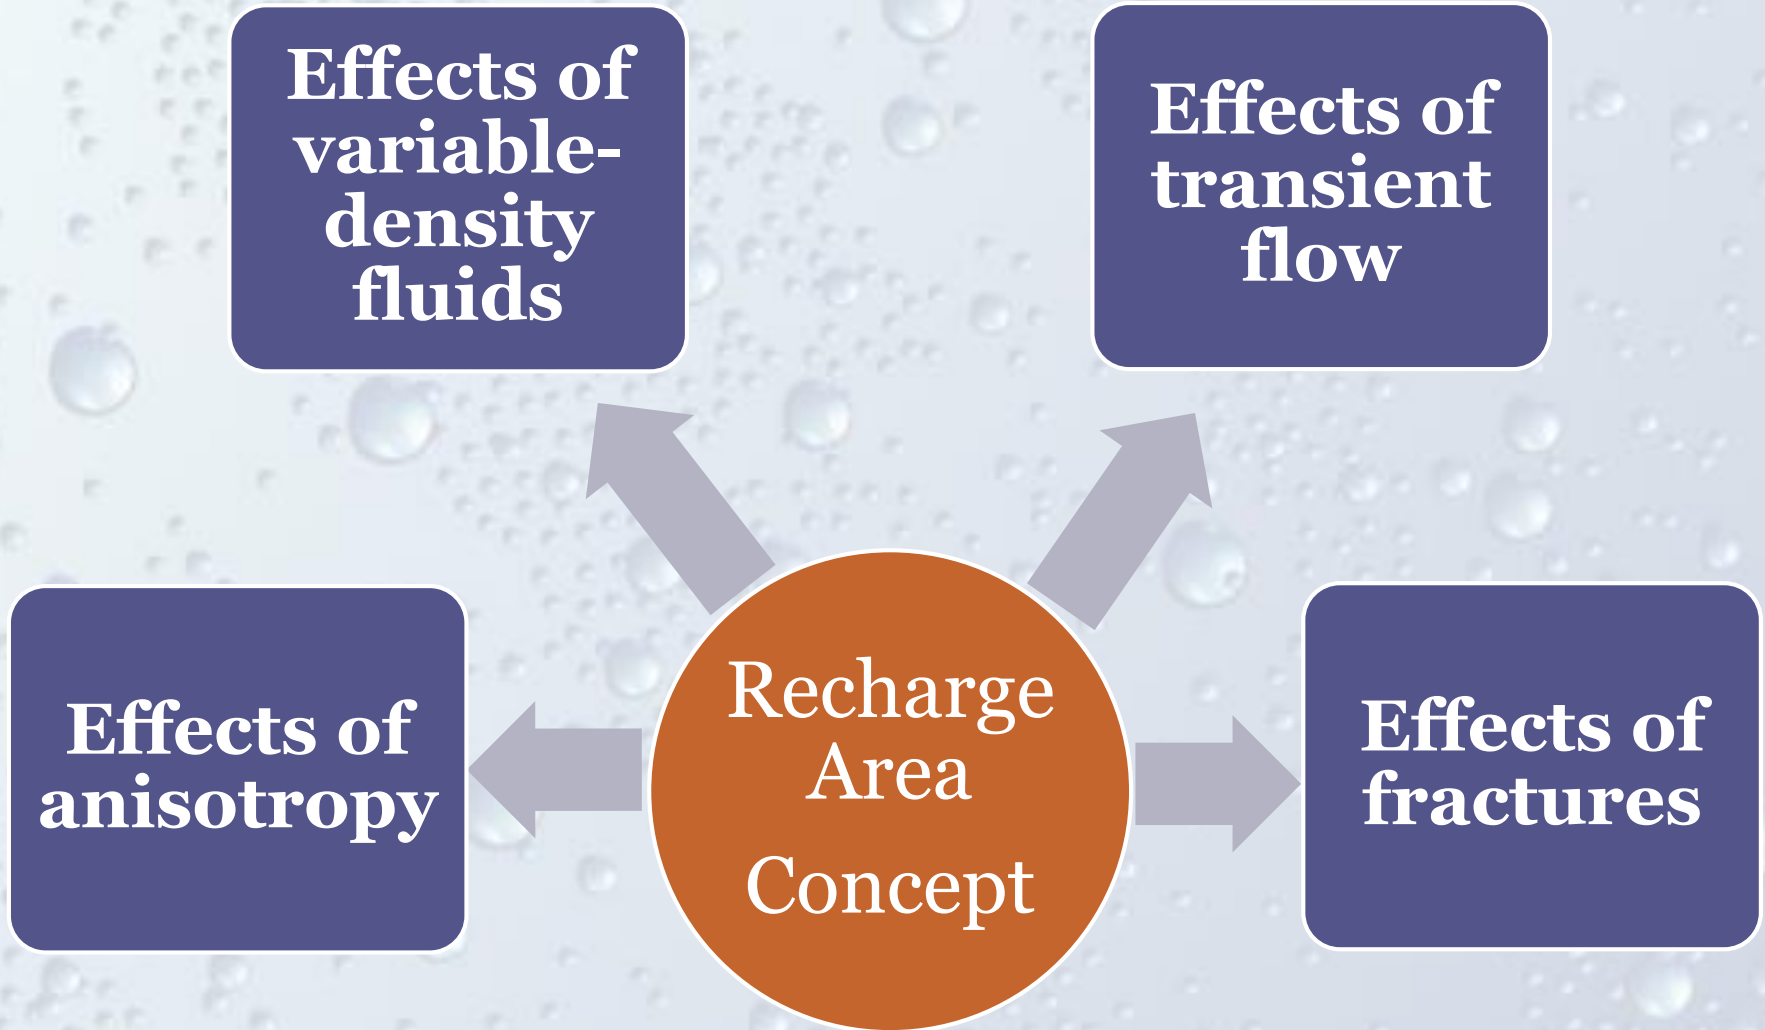 Effects of
variable-
density
fluids
Effects of
transient
flow
Effects of
anisotropy
Recharge
Area
Concept
Effects of
fractures